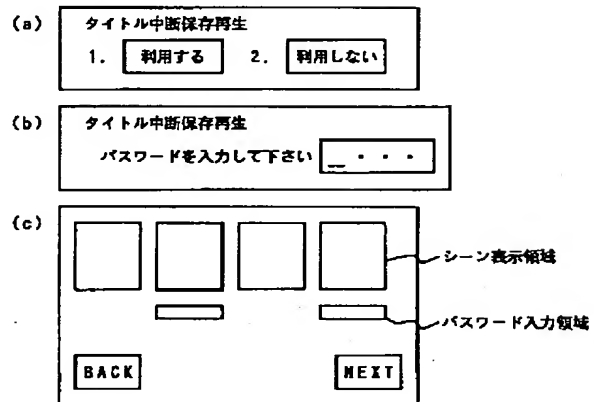 (a) タイトル中断保存再生
1. 利用する 2. 利用しない
(b) タイトル中断保存再生
パスワードを入力して下さい _ ・ ・ ・
(c)
シーン表示領域
パスワード入力領域
BACK NEXT